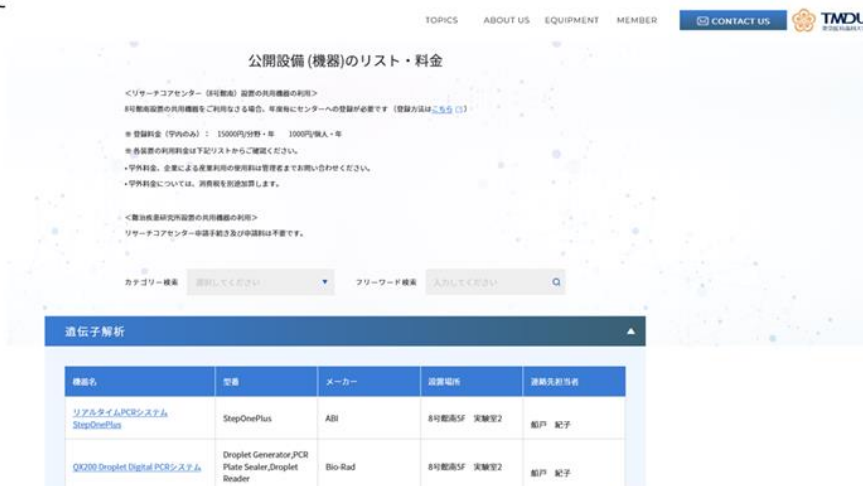 TOPICS ABOUT US EQUIPMENT MEMBER CONTACT US TMDU
公開設備 (機器)のリスト・料金
<リサーチコアセンター（8号館南）設置の共用機器の利用>
8号館南設置の共用機器をご利用なさる場合、年度毎にセンターへの登録が必要です（登録方法はこちら）
※ 登録料金（学内のみ）： 15000円/分野・年 1000円/個人・年
※ 各装置の利用料金は下記リストからご確認ください。
・学外料金、企業による産業利用の使用料は管理者までお問い合わせください。
・学外料金については、消費税を別途加算します。
<難治疾患研究所設置の共用機器の利用>
リサーチコアセンター申請手続き及び申請料は不要です。
カテゴリー検索 選択してください ▼ フリーワード検索 入力してください
遺伝子解析 ▲
機器名 型番 メーカー 設置場所 連絡先担当者
リアルタイムPCRシステム
StepOnePlus StepOnePlus ABI 8号館南5F 実験室2 船戸 紀子
Droplet Generator,PCR
QX200 Droplet Digital PCRシステム Plate Sealer,Droplet Bio-Rad 8号館南5F 実験室2 船戸 紀子
Reader